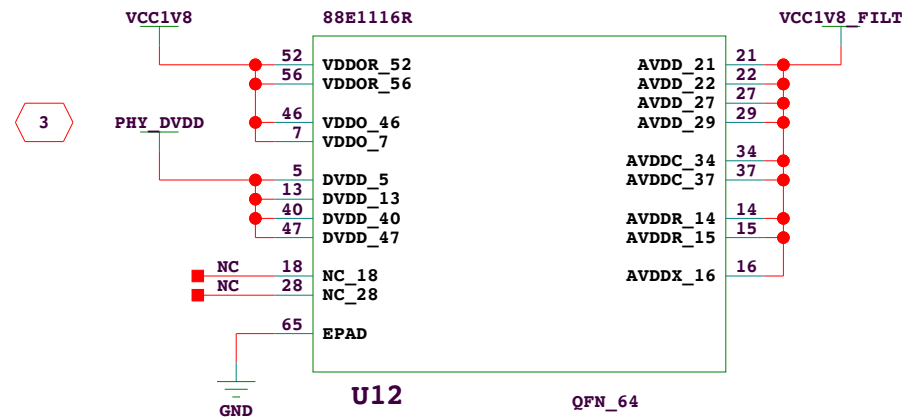 VCC1V8
88E1116R
VCC1V8_FILT
52 VDDOR_52
56 VDDOR_56
46 VDDO_46
7 VDDO_7
3
PHY_DVDD
5 DVDD_5
13 DVDD_13
40 DVDD_40
47 DVDD_47
NC 18 NC_18
NC 28 NC_28
65 EPAD
GND
AVDD_21 21
AVDD_22 22
AVDD_27 27
AVDD_29 29
AVDDC_34 34
AVDDC_37 37
AVDDR_14 14
AVDDR_15 15
AVDDX_16 16
U12
QFN_64